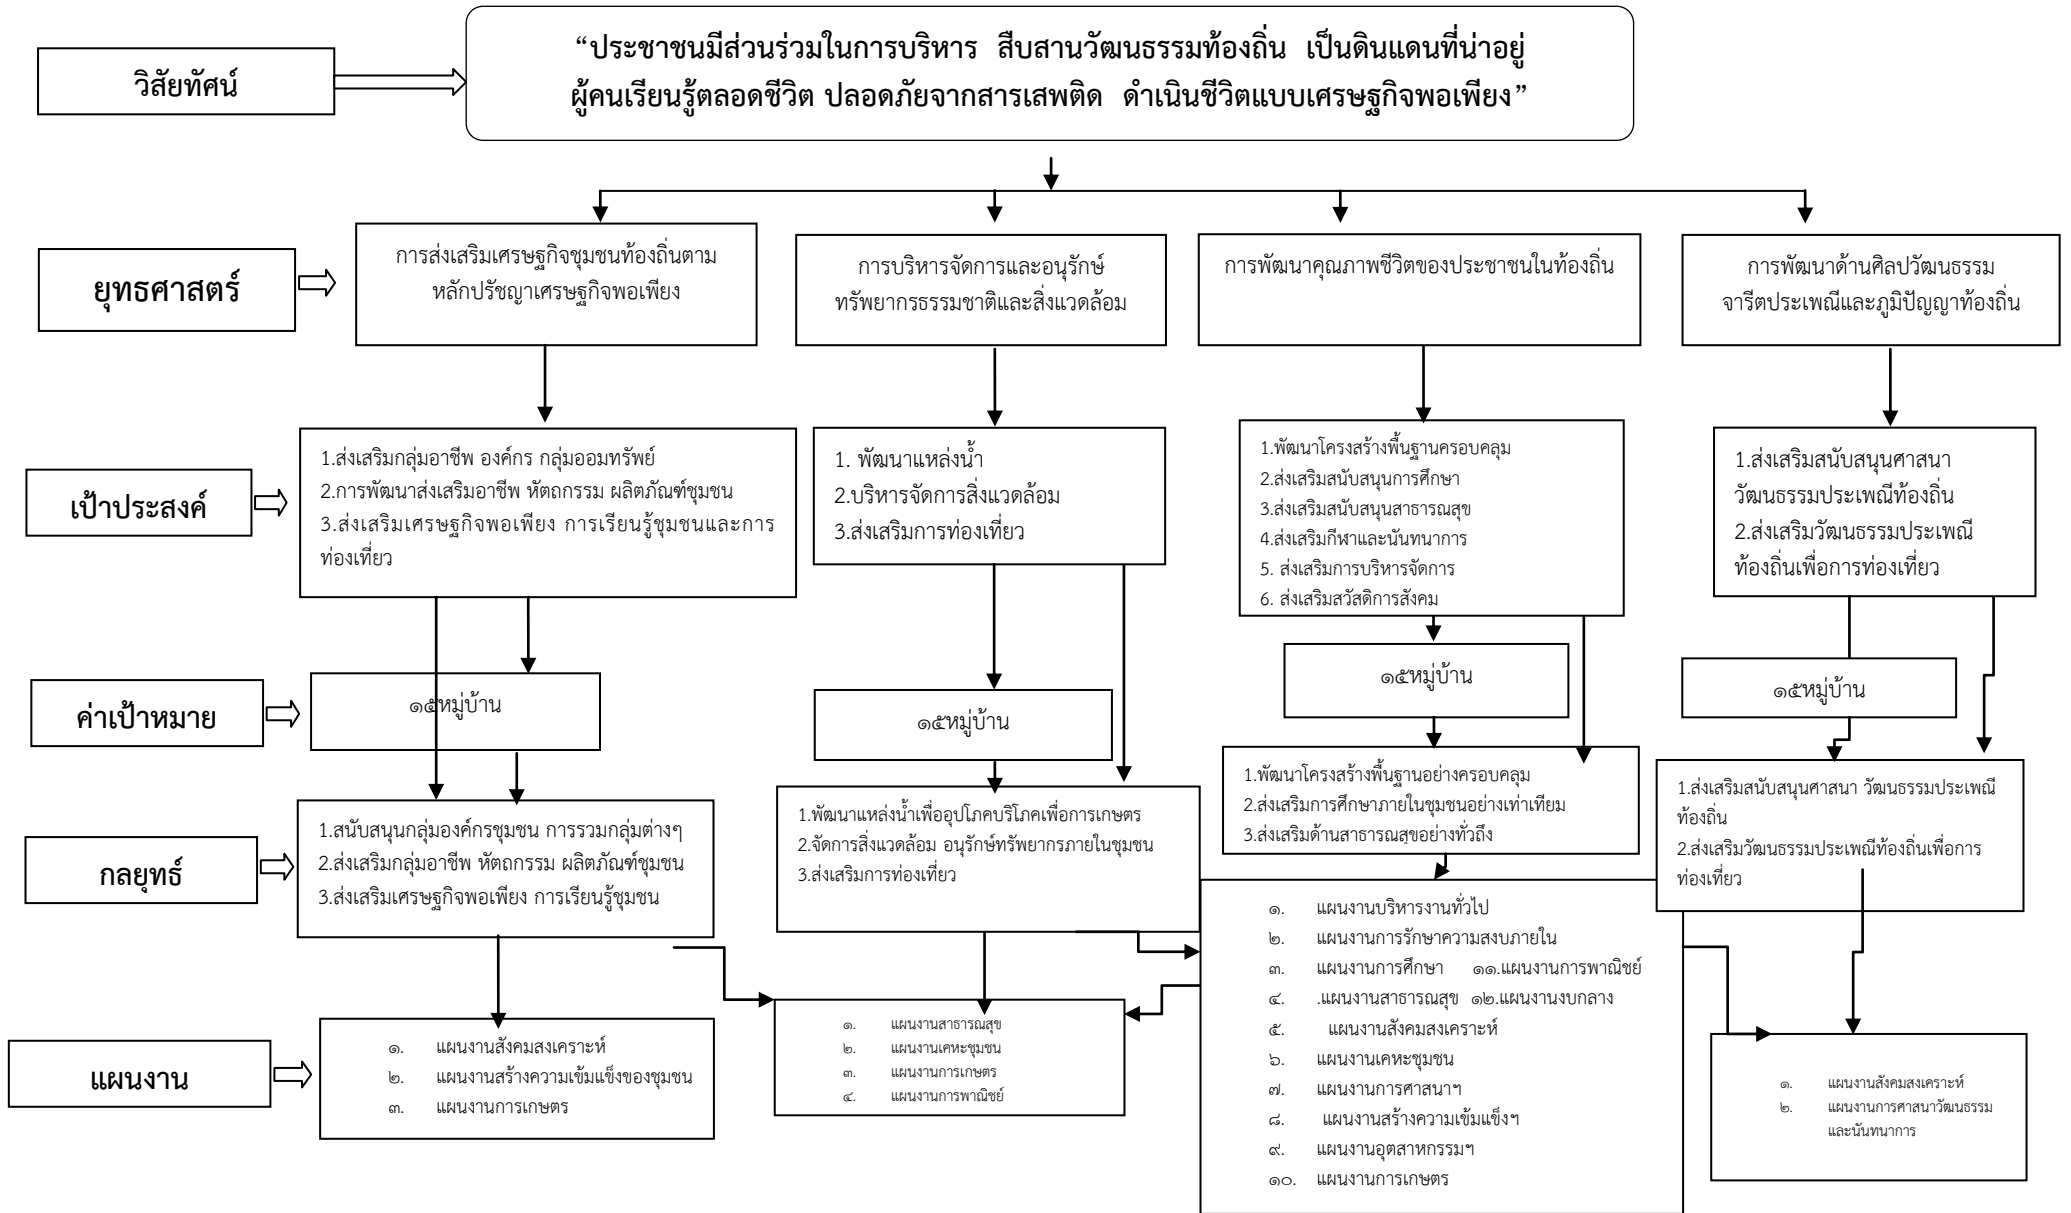 วิสัยทัศน์
“ประชาชนมีส่วนร่วมในการบริหาร สืบสานวัฒนธรรมท้องถิ่น เป็นดินแดนที่น่าอยู่
ผู้คนเรียนรู้ตลอดชีวิต ปลอดภัยจากสารเสพติด ดำเนินชีวิตแบบเศรษฐกิจพอเพียง”
ยุทธศาสตร์
การส่งเสริมเศรษฐกิจชุมชนท้องถิ่นตาม
หลักปรัชญาเศรษฐกิจพอเพียง
การบริหารจัดการและอนุรักษ์
ทรัพยากรธรรมชาติและสิ่งแวดล้อม
การพัฒนาคุณภาพชีวิตของประชาชนในท้องถิ่น
การพัฒนาด้านศิลปวัฒนธรรม
จารีตประเพณีและภูมิปัญญาท้องถิ่น
เป้าประสงค์
1.ส่งเสริมกลุ่มอาชีพ องค์กร กลุ่มออมทรัพย์
2.การพัฒนาส่งเสริมอาชีพ หัตถกรรม ผลิตภัณฑ์ชุมชน
3.ส่งเสริมเศรษฐกิจพอเพียง การเรียนรู้ชุมชนและการ
ท่องเที่ยว
1. พัฒนาแหล่งน้ำ
2.บริหารจัดการสิ่งแวดล้อม
3.ส่งเสริมการท่องเที่ยว
1.พัฒนาโครงสร้างพื้นฐานครอบคลุม
2.ส่งเสริมสนับสนุนการศึกษา
3.ส่งเสริมสนับสนุนสาธารณสุข
4.ส่งเสริมกีฬาและนันทนาการ
5. ส่งเสริมการบริหารจัดการ
6. ส่งเสริมสวัสดิการสังคม
1.ส่งเสริมสนับสนุนศาสนา
วัฒนธรรมประเพณีท้องถิ่น
2.ส่งเสริมวัฒนธรรมประเพณี
ท้องถิ่นเพื่อการท่องเที่ยว
ค่าเป้าหมาย
๑๕หมู่บ้าน
๑๕หมู่บ้าน
๑๕หมู่บ้าน
๑๕หมู่บ้าน
กลยุทธ์
1.สนับสนุนกลุ่มองค์กรชุมชน การรวมกลุ่มต่างๆ
2.ส่งเสริมกลุ่มอาชีพ หัตถกรรม ผลิตภัณฑ์ชุมชน
3.ส่งเสริมเศรษฐกิจพอเพียง การเรียนรู้ชุมชน
1.พัฒนาแหล่งน้ำเพื่ออุปโภคบริโภคเพื่อการเกษตร
2.จัดการสิ่งแวดล้อม อนุรักษ์ทรัพยากรภายในชุมชน
3.ส่งเสริมการท่องเที่ยว
1.พัฒนาโครงสร้างพื้นฐานอย่างครอบคลุม
2.ส่งเสริมการศึกษาภายในชุมชนอย่างเท่าเทียม
3.ส่งเสริมด้านสาธารณสุขอย่างทั่วถึง
1.ส่งเสริมสนับสนุนศาสนา วัฒนธรรมประเพณี
ท้องถิ่น
2.ส่งเสริมวัฒนธรรมประเพณีท้องถิ่นเพื่อการ
ท่องเที่ยว
แผนงาน
๑. แผนงานสังคมสงเคราะห์
๒. แผนงานสร้างความเข้มแข็งของชุมชน
๓. แผนงานการเกษตร
๑. แผนงานสาธารณสุข
๒. แผนงานเคหะชุมชน
๓. แผนงานการเกษตร
๔. แผนงานการพาณิชย์
๑. แผนงานบริหารงานทั่วไป
๒. แผนงานการรักษาความสงบภายใน
๓. แผนงานการศึกษา ๑๑.แผนงานการพาณิชย์
๔. .แผนงานสาธารณสุข ๑๒.แผนงานงบกลาง
๕. แผนงานสังคมสงเคราะห์
๖. แผนงานเคหะชุมชน
๗. แผนงานการศาสนาฯ
๘. แผนงานสร้างความเข้มแข็งฯ
๙. แผนงานอุตสาหกรรมฯ
๑๐. แผนงานการเกษตร
๑. แผนงานสังคมสงเคราะห์
๒. แผนงานการศาสนาวัฒนธรรม
และนันทนาการ